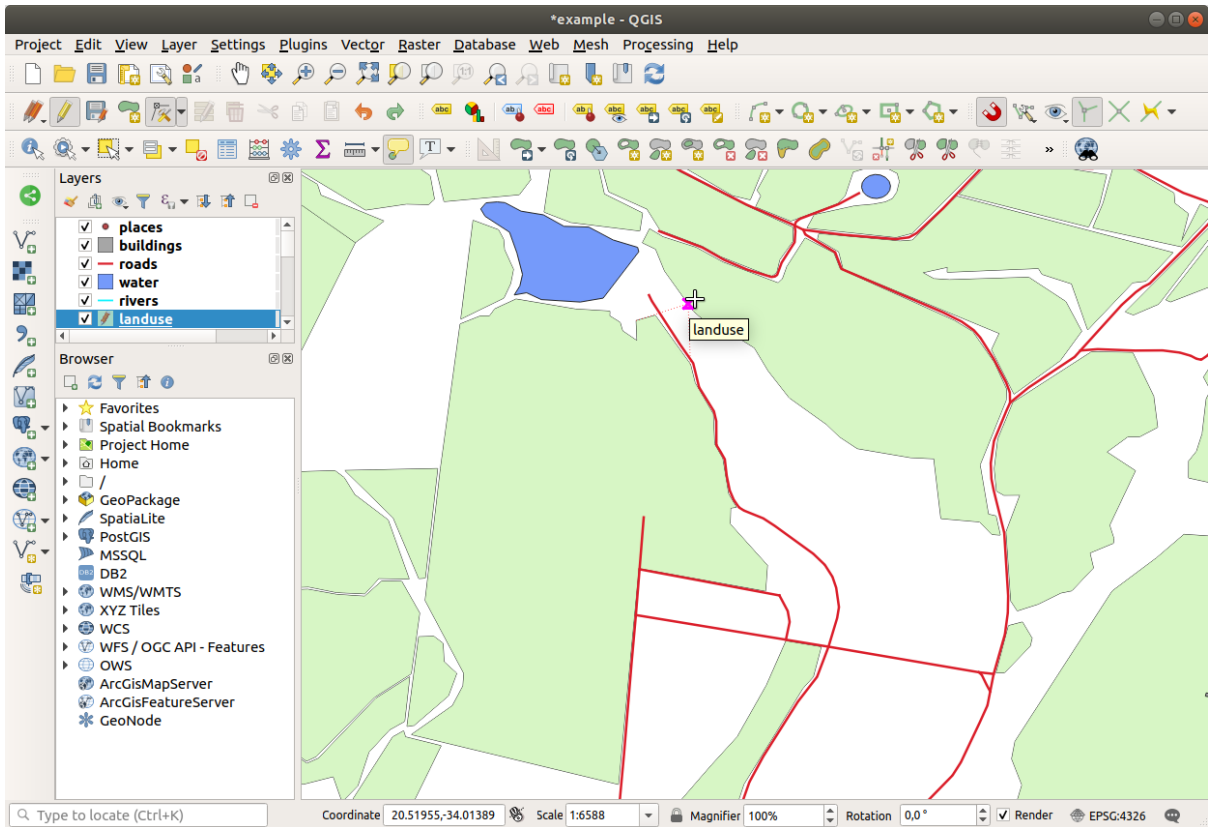 *example - QGIS
Project Edit View Layer Settings Plugins Vector Raster Database Web Mesh Processing Help
Layers
places
buildings
roads
water
rivers
landuse
Browser
Favorites
Spatial Bookmarks
Project Home
Home
/
GeoPackage
SpatiaLite
PostGIS
MSSQL
DB2
WMS/WMTS
XYZ Tiles
WCS
WFS / OGC API - Features
OWS
ArcGisMapServer
ArcGisFeatureServer
GeoNode
landuse
Type to locate (Ctrl+K) Coordinate 20.51955,-34.01389 Scale 1:6588 Magnifier 100% Rotation 0,0 ° Render EPSG:4326